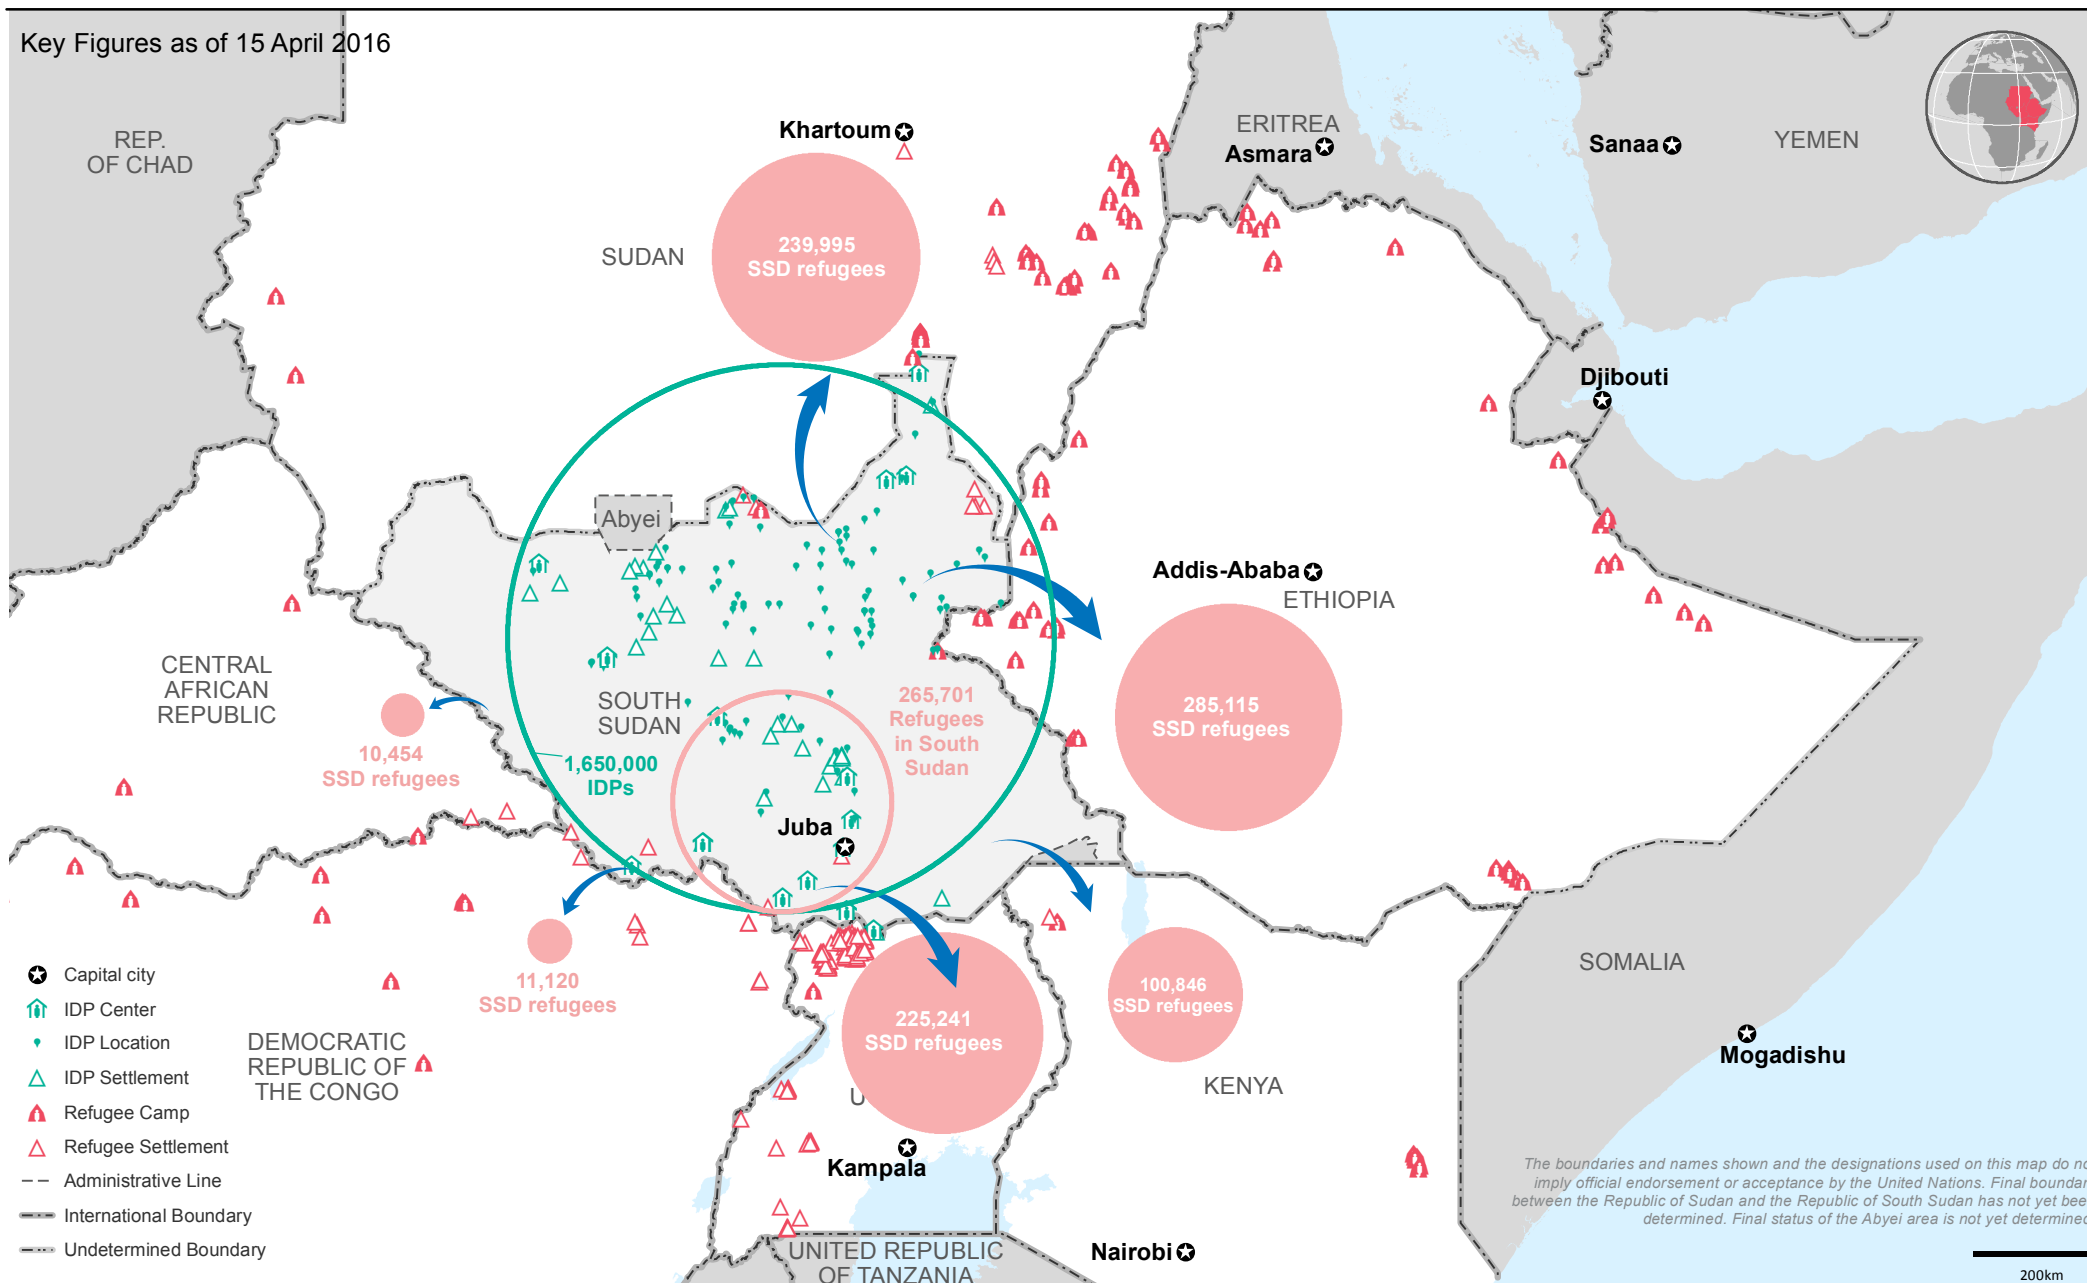 Key Figures as of 15 April 2016
REP.
OF CHAD
Khartoum
ERITREA
Asmara
Sanaa
YEMEN
SUDAN
239,995
SSD refugees
Djibouti
Abyei
Addis-Ababa
ETHIOPIA
CENTRAL
AFRICAN
REPUBLIC
SOUTH
SUDAN
265,701
Refugees
in South
Sudan
285,115
SSD refugees
10,454
SSD refugees
1,650,000
IDPs
Juba
11,120
SSD refugees
225,241
SSD refugees
100,846
SSD refugees
SOMALIA
Mogadishu
DEMOCRATIC
REPUBLIC OF
THE CONGO
U
KENYA
Kampala
Nairobi
UNITED REPUBLIC
OF TANZANIA
Capital city
IDP Center
IDP Location
IDP Settlement
Refugee Camp
Refugee Settlement
Administrative Line
International Boundary
Undetermined Boundary
The boundaries and names shown and the designations used on this map do no
imply official endorsement or acceptance by the United Nations. Final boundar
between the Republic of Sudan and the Republic of South Sudan has not yet bee
determined. Final status of the Abyei area is not yet determine
200km